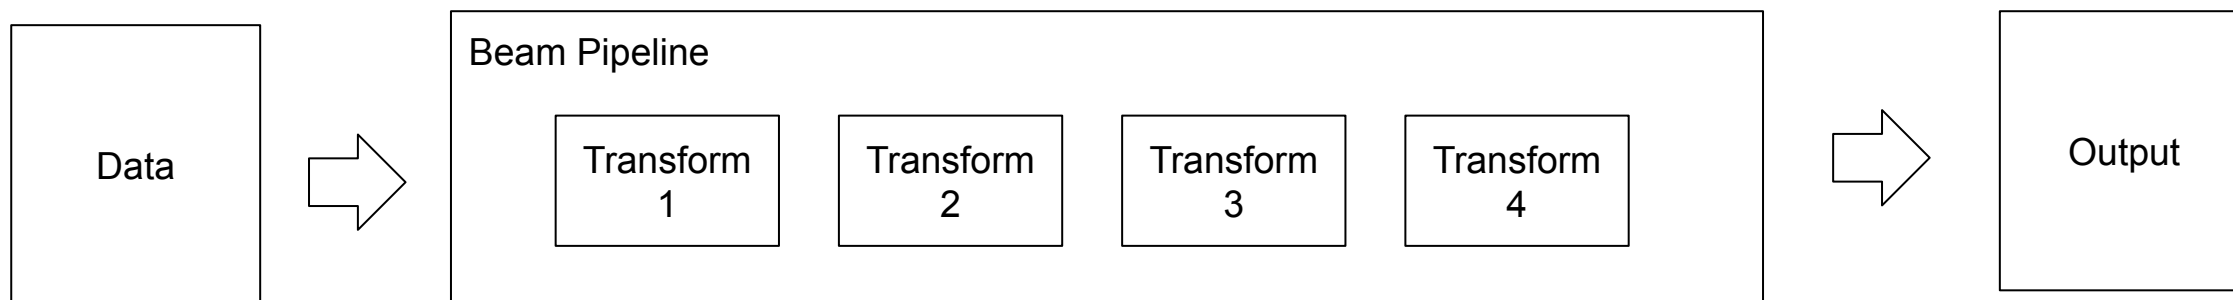 Data
Beam Pipeline
Transform
1
Transform
2
Transform
3
Transform
4
Output